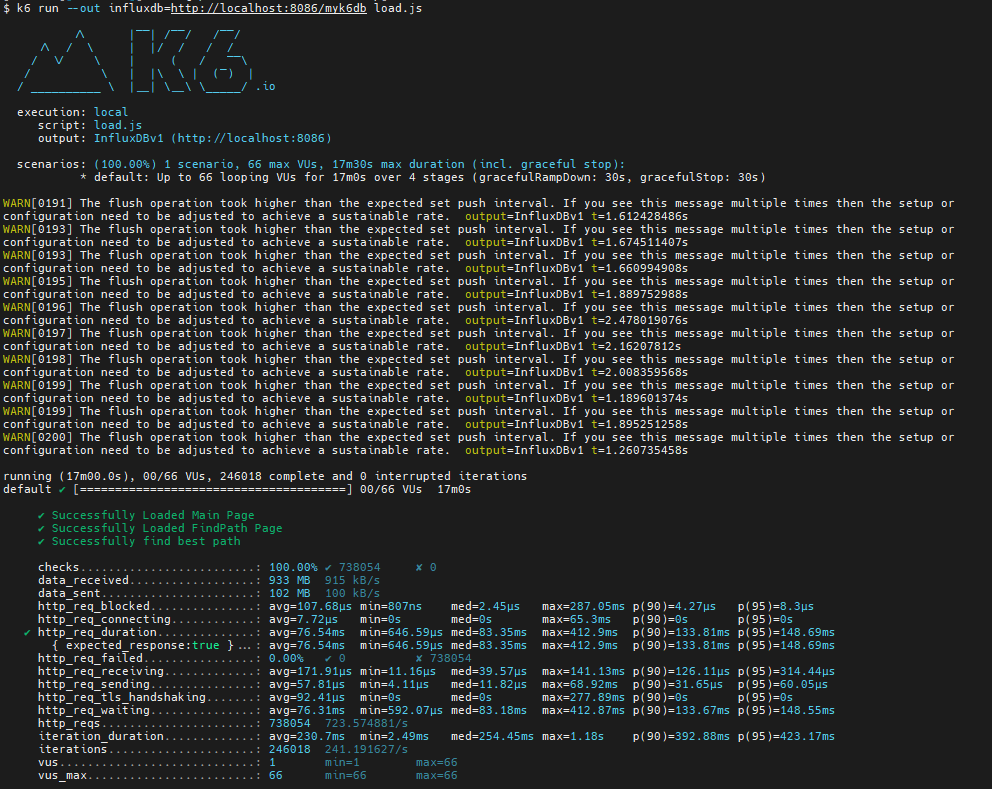 $ k6 run --out influxdb=http://localhost:8086/myk6db load.js
.io
execution: local
script: load.js
output: InfluxDBv1 (http://localhost:8086)
scenarios: (100.00%) 1 scenario, 66 max VUs, 17m30s max duration (incl. graceful stop):
* default: Up to 66 looping VUs for 17m0s over 4 stages (gracefulRampDown: 30s, gracefulStop: 30s)
WARN[0191] The flush operation took higher than the expected set push interval. If you see this message multiple times then the setup or
configuration need to be adjusted to achieve a sustainable rate.  output=InfluxDBv1 t=1.612428486s
WARN[0193] The flush operation took higher than the expected set push interval. If you see this message multiple times then the setup or
configuration need to be adjusted to achieve a sustainable rate.  output=InfluxDBv1 t=1.674511407s
WARN[0193] The flush operation took higher than the expected set push interval. If you see this message multiple times then the setup or
configuration need to be adjusted to achieve a sustainable rate.  output=InfluxDBv1 t=1.660994908s
WARN[0195] The flush operation took higher than the expected set push interval. If you see this message multiple times then the setup or
configuration need to be adjusted to achieve a sustainable rate.  output=InfluxDBv1 t=1.889752988s
WARN[0196] The flush operation took higher than the expected set push interval. If you see this message multiple times then the setup or
configuration need to be adjusted to achieve a sustainable rate.  output=InfluxDBv1 t=2.478019076s
WARN[0197] The flush operation took higher than the expected set push interval. If you see this message multiple times then the setup or
configuration need to be adjusted to achieve a sustainable rate.  output=InfluxDBv1 t=2.16207812s
WARN[0198] The flush operation took higher than the expected set push interval. If you see this message multiple times then the setup or
configuration need to be adjusted to achieve a sustainable rate.  output=InfluxDBv1 t=2.008359568s
WARN[0199] The flush operation took higher than the expected set push interval. If you see this message multiple times then the setup or
configuration need to be adjusted to achieve a sustainable rate.  output=InfluxDBv1 t=1.189601374s
WARN[0199] The flush operation took higher than the expected set push interval. If you see this message multiple times then the setup or
configuration need to be adjusted to achieve a sustainable rate.  output=InfluxDBv1 t=1.895251258s
WARN[0200] The flush operation took higher than the expected set push interval. If you see this message multiple times then the setup or
configuration need to be adjusted to achieve a sustainable rate.  output=InfluxDBv1 t=1.260735458s
running (17m00.0s), 00/66 VUs, 246018 complete and 0 interrupted iterations
default ✔ [======================================] 00/66 VUs  17m0s
✔ Successfully Loaded Main Page
✔ Successfully Loaded FindPath Page
✔ Successfully find best path
checks.........................: 100.00% ✔ 738054     ✘ 0
data_received..................: 933 MB  915 kB/s
data_sent......................: 102 MB  100 kB/s
http_req_blocked...............: avg=107.68µs min=807ns    med=2.45µs   max=287.05ms p(90)=4.27µs   p(95)=8.3µs
http_req_connecting............: avg=7.72µs   min=0s       med=0s       max=65.3ms   p(90)=0s       p(95)=0s
✔ http_req_duration..............: avg=76.54ms  min=646.59µs med=83.35ms  max=412.9ms  p(90)=133.81ms p(95)=148.69ms
{ expected_response:true }...: avg=76.54ms  min=646.59µs med=83.35ms  max=412.9ms  p(90)=133.81ms p(95)=148.69ms
http_req_failed................: 0.00%   ✔ 0          ✘ 738054
http_req_receiving.............: avg=171.91µs min=11.16µs  med=39.57µs  max=141.13ms p(90)=126.11µs p(95)=314.44µs
http_req_sending...............: avg=57.81µs  min=4.11µs   med=11.82µs  max=68.92ms  p(90)=31.65µs  p(95)=60.05µs
http_req_tls_handshaking.......: avg=92.41µs  min=0s       med=0s       max=277.89ms p(90)=0s       p(95)=0s
http_req_waiting...............: avg=76.31ms  min=592.07µs med=83.18ms  max=412.87ms p(90)=133.67ms p(95)=148.55ms
http_reqs......................: 738054  723.574881/s
iteration_duration.............: avg=230.7ms  min=2.49ms   med=254.45ms max=1.18s    p(90)=392.88ms p(95)=423.17ms
iterations.....................: 246018  241.191627/s
vus............................: 1       min=1        max=66
vus_max........................: 66      min=66       max=66